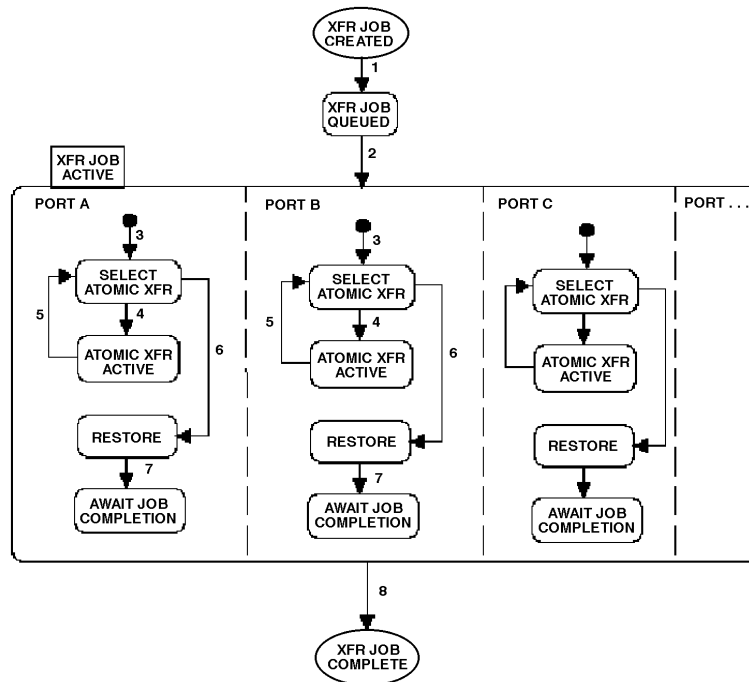 XFR JOB
CREATED
1
XFR JOB
QUEUED
2
XFR JOB
ACTIVE
PORT A
3
SELECT
ATOMIC XFR
5
4
6
ATOMIC XFR
ACTIVE
RESTORE
7
AWAIT JOB
COMPLETION
PORT B
3
SELECT
ATOMIC XFR
5
4
6
ATOMIC XFR
ACTIVE
RESTORE
7
AWAIT JOB
COMPLETION
PORT C
SELECT
ATOMIC XFR
ATOMIC XFR
ACTIVE
RESTORE
AWAIT JOB
COMPLETION
PORT . . .
8
XFR JOB
COMPLETE